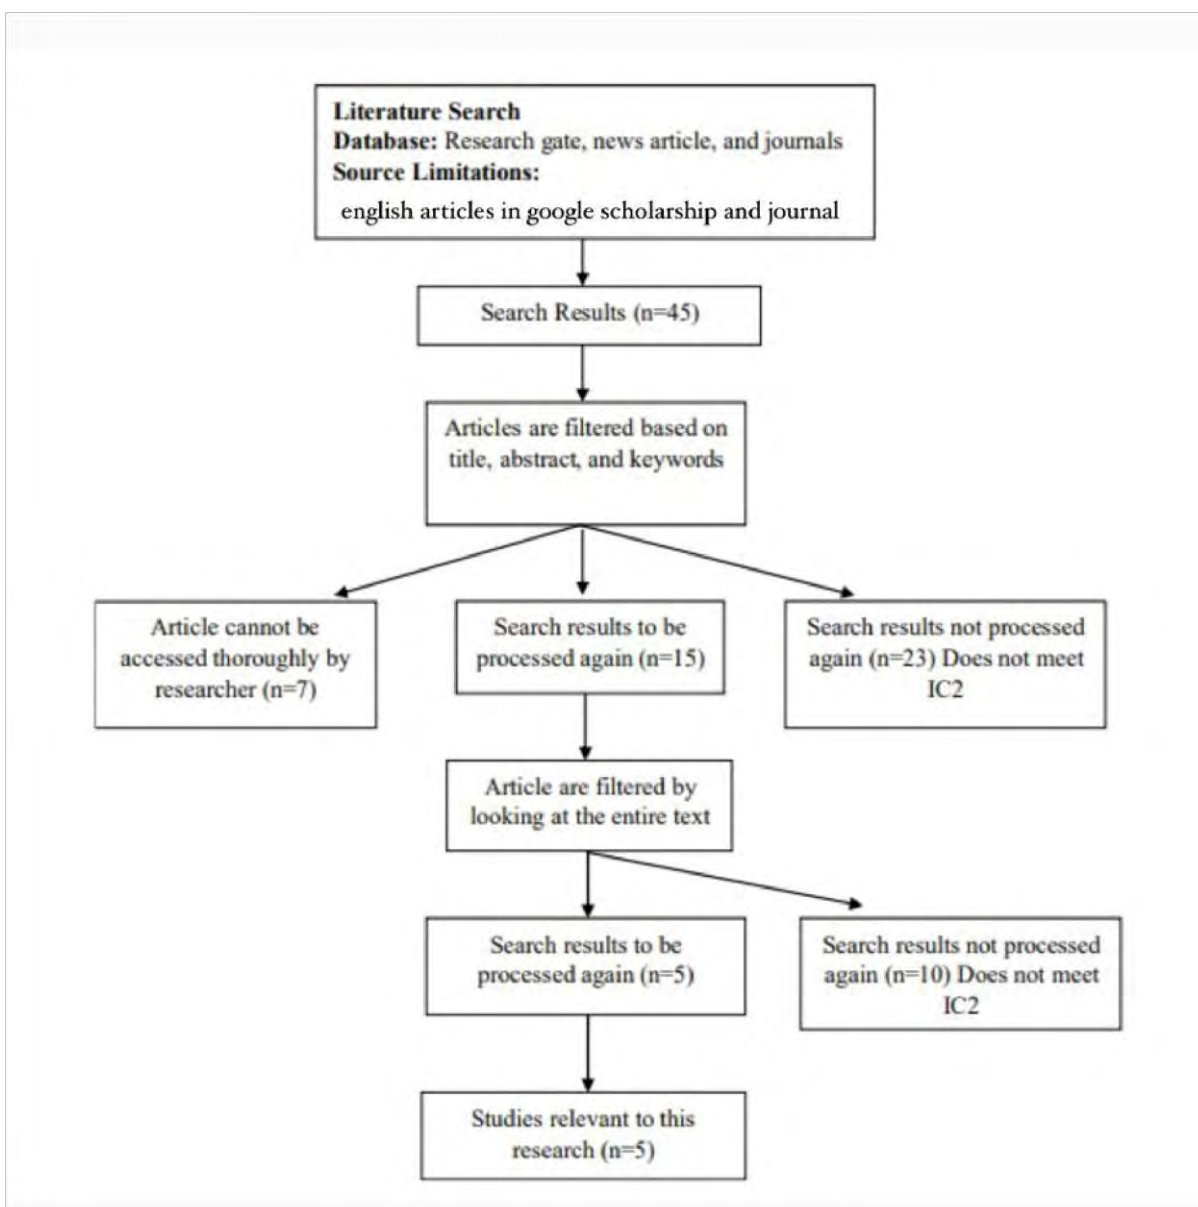 Literature Search
Database: Research gate, news article, and journals
Source Limitations:
english articles in google scholarship and journal
Search Results (n=45)
Articles are filtered based on
title, abstract, and keywords
Article cannot be
accessed thoroughly by
researcher (n=7)
Search results to be
processed again (n=15)
Search results not processed
again (n=23) Does not meet
IC2
Article are filtered by
looking at the entire text
Search results to be
processed again (n=5)
Search results not processed
again (n=10) Does not meet
IC2
Studies relevant to this
research (n=5)